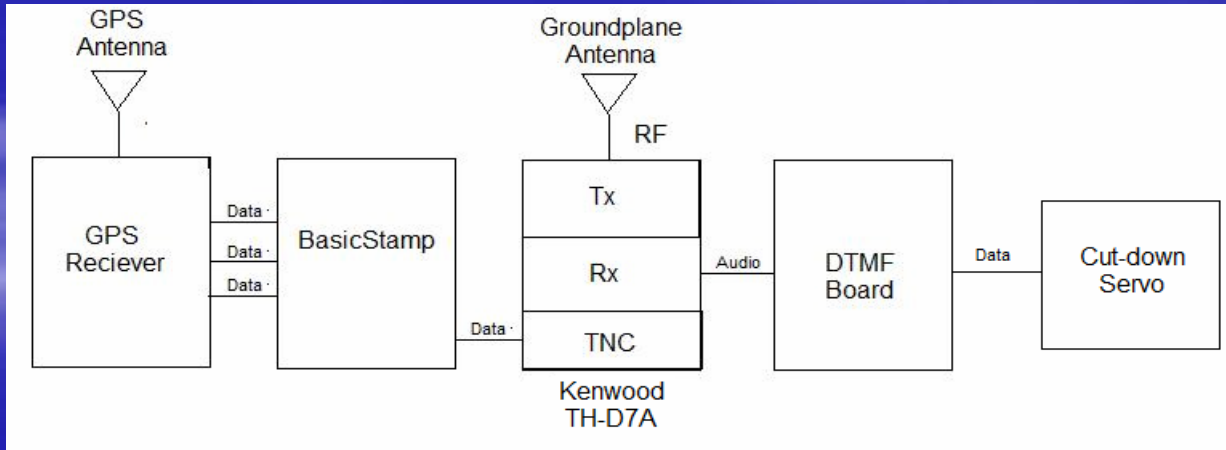 GPS
Antenna
Groundplane
Antenna
RF
GPS
Reciever
Data
Data
Data
BasicStamp
Data
Tx
Rx
TNC
Kenwood
TH-D7A
Audio
DTMF
Board
Data
Cut-down
Servo